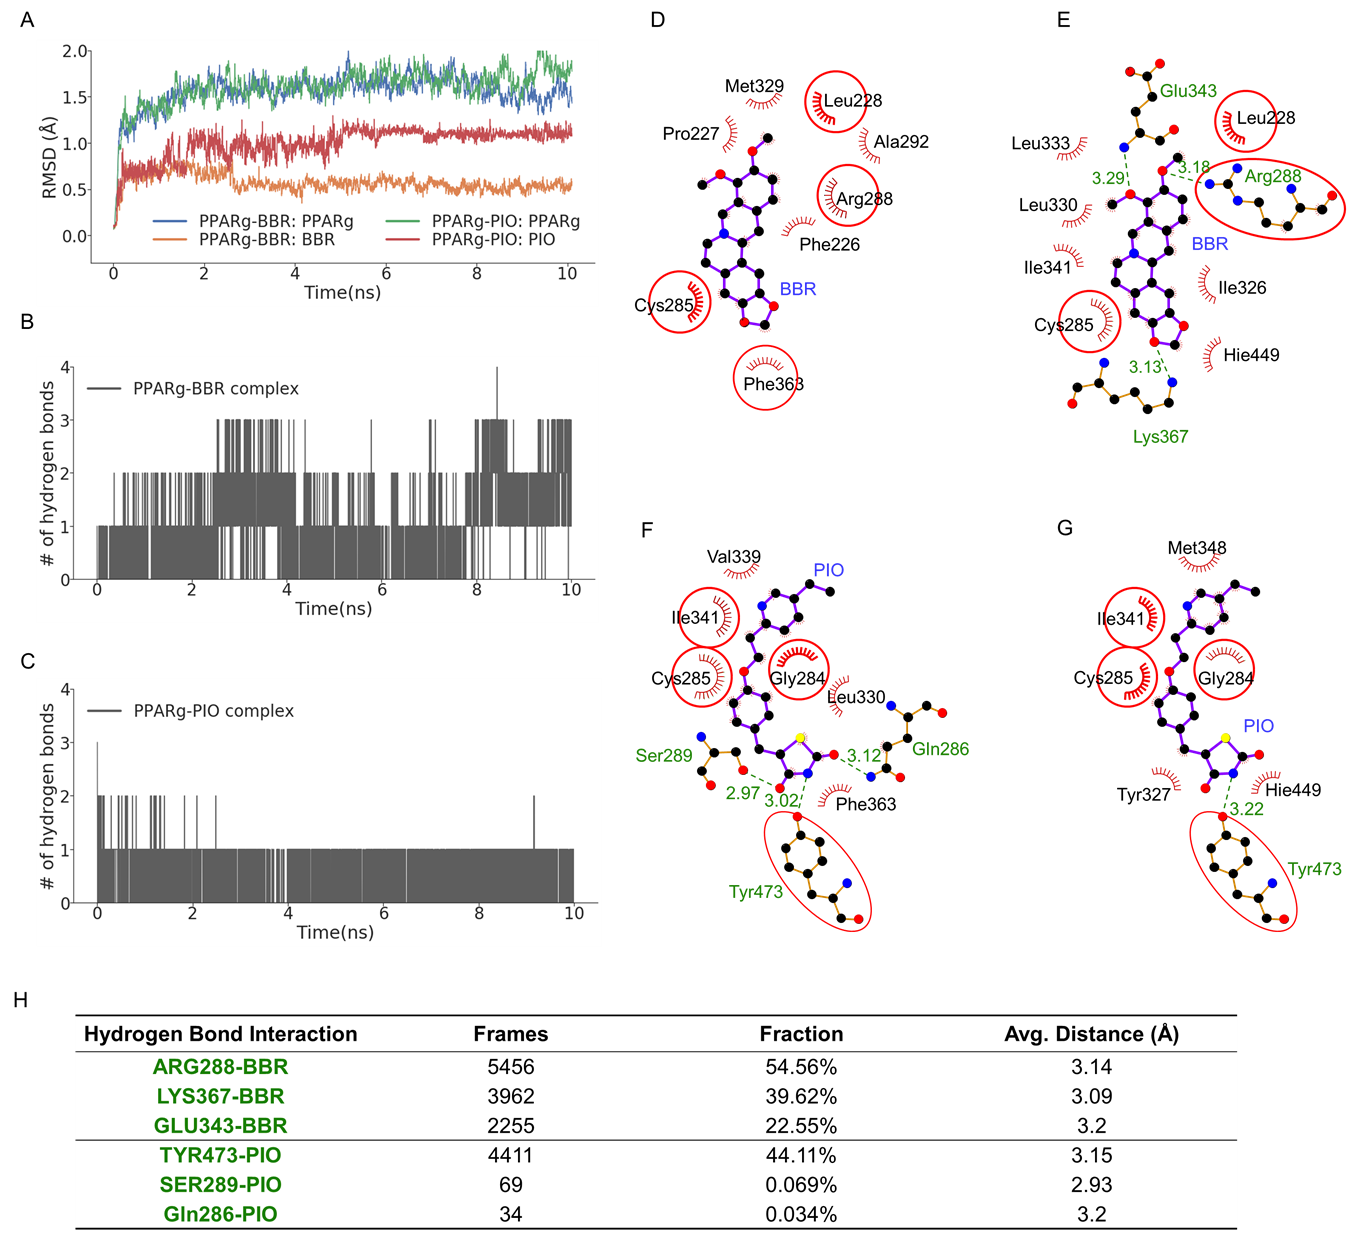 A
RMSD (Å)
2.0
1.5
1.0
0.5
0.0
PPARg-BBR: PPARg
PPARg-PIO: PPARg
PPARg-BBR: BBR
PPARg-PIO: PIO
0 2 4 6 8 10
Time(ns)
B
# of hydrogen bonds
4
3
2
1
0
PPARg-BBR complex
0 2 4 6 8 10
Time(ns)
C
# of hydrogen bonds
4
3
2
1
0
PPARg-PIO complex
0 2 4 6 8 10
Time(ns)
D
Met329
Leu228
Pro227
Ala292
Arg288
Phe226
Cys285
BBR
Phe363
E
Glu343
Leu228
Leu333
3.18
3.29
Arg288
Leu330
BBR
Ile341
Ile326
Cys285
Hie449
3.13
Lys367
F
Val339
PIO
Ile341
Cys285
Gly284
Leu330
Ser289
3.12
Gln286
2.97
3.02
Phe363
Tyr473
G
Met348
Ile341
Cys285
Gly284
PIO
Tyr327
Hie449
3.22
Tyr473
H
Hydrogen Bond Interaction Frames Fraction Avg. Distance (Å)
ARG288-BBR 5456 54.56% 3.14
LYS367-BBR 3962 39.62% 3.09
GLU343-BBR 2255 22.55% 3.2
TYR473-PIO 4411 44.11% 3.15
SER289-PIO 69 0.069% 2.93
Gln286-PIO 34 0.034% 3.2